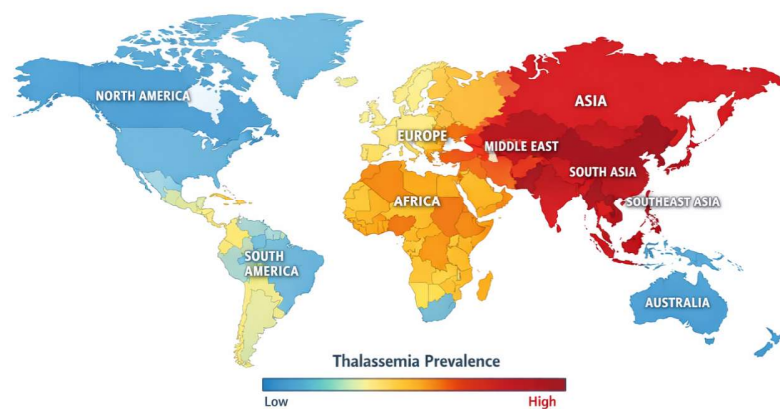 NORTH AMERICA
ASIA
EUROPE
MIDDLE EAST
SOUTH ASIA
AFRICA
SOUTHEAST ASIA
SOUTH
AMERICA
AUSTRALIA
Thalassemia Prevalence
Low
High